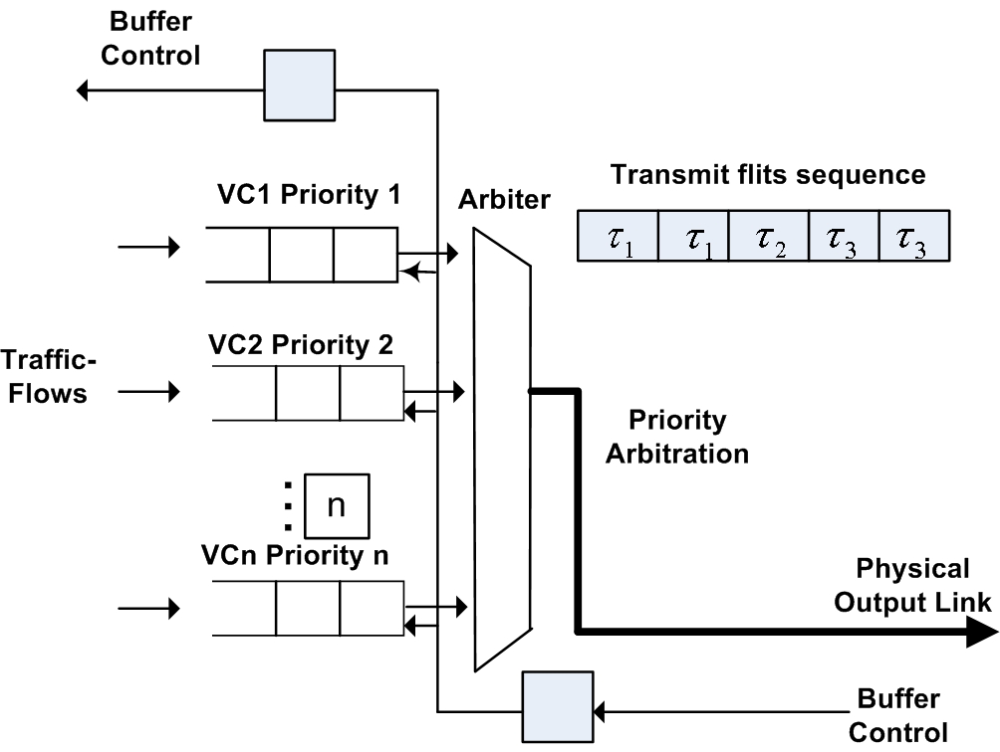 Buffer
Control
VC1 Priority 1
Arbiter
Transmit flits sequence
τ1 τ1 τ2 τ3 τ3
VC2 Priority 2
Traffic-
Flows
Priority
Arbitration
n
VCn Priority n
Physical
Output Link
Buffer
Control